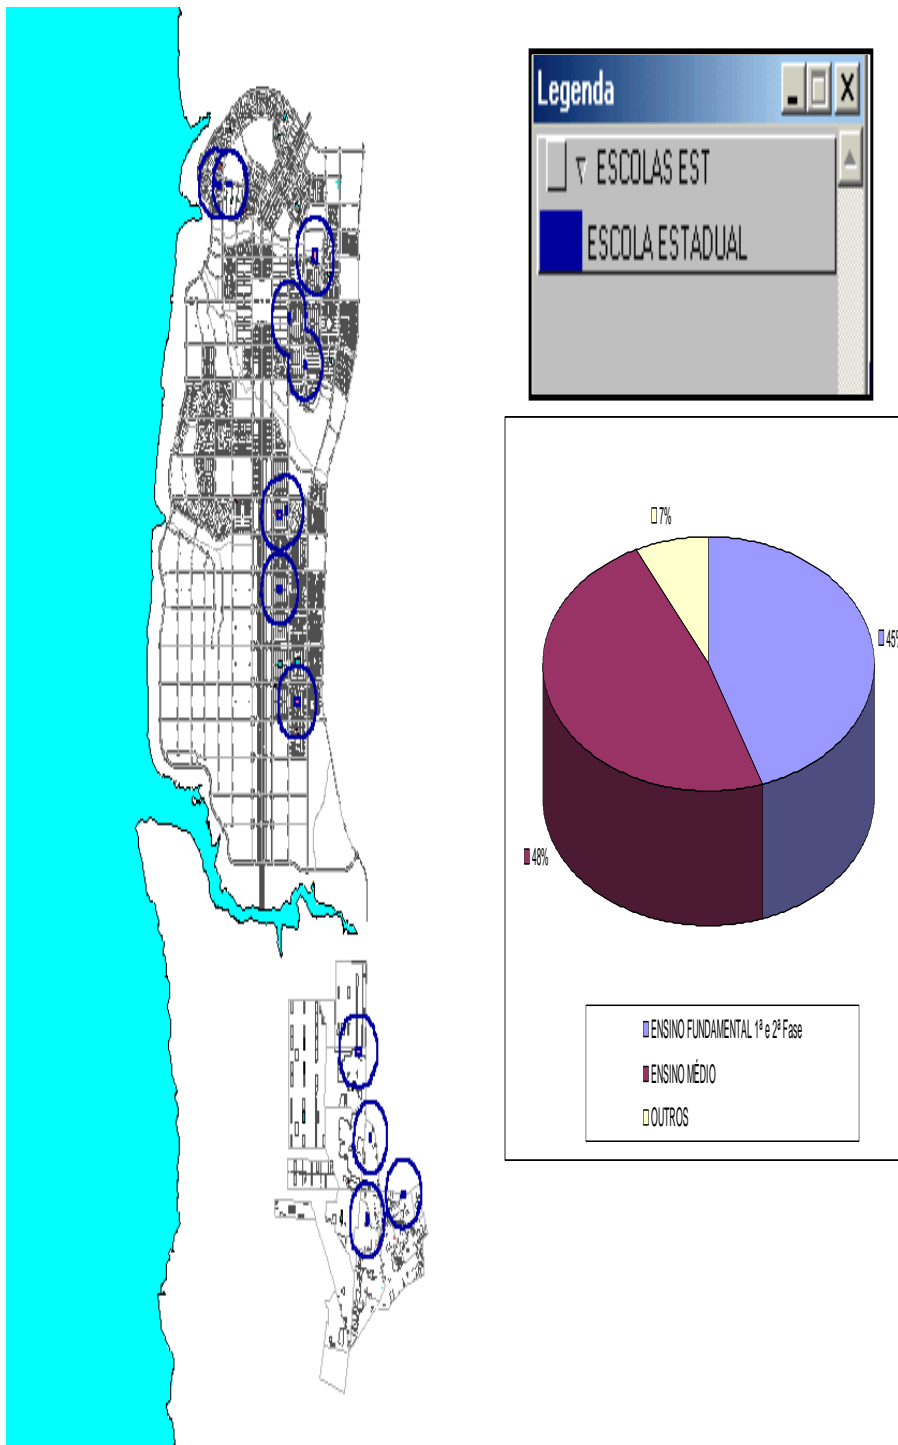 Legenda
ESCOLAS EST
ESCOLA ESTADUAL
7%
45%
48%
ENSINO FUNDAMENTAL 1ª e 2ª Fase
ENSINO MÉDIO
OUTROS